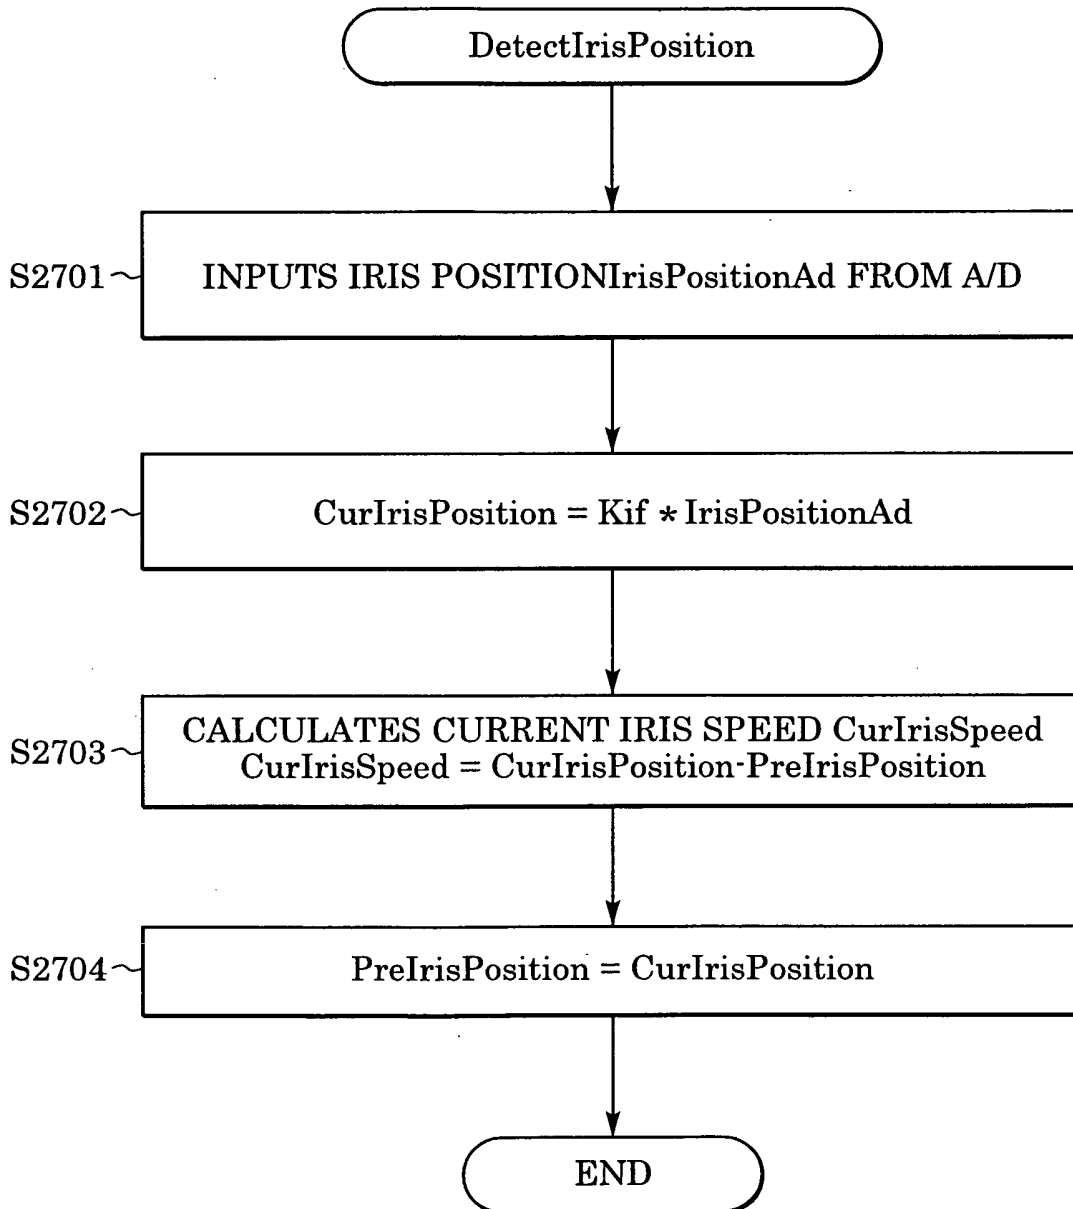 DetectIrisPosition
S2701
INPUTS IRIS POSITIONIrisPositionAd FROM A/D
S2702
CurIrisPosition = Kif * IrisPositionAd
S2703
CALCULATES CURRENT IRIS SPEED CurIrisSpeed
CurIrisSpeed = CurIrisPosition-PreIrisPosition
S2704
PreIrisPosition = CurIrisPosition
END